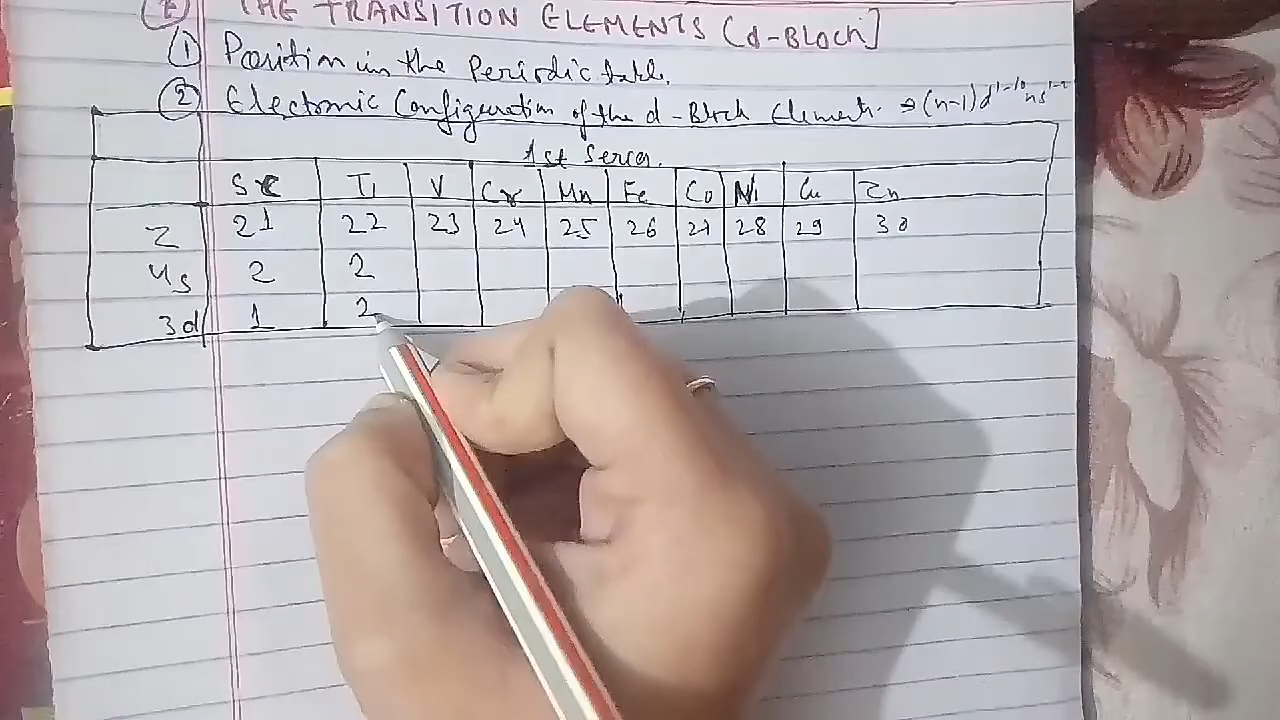 THE TRANSITION ELEMENTS (d-BLOCK]
① Position in the Periodic table.
② Electronic Configuration of the d-Block Elements. → (n-1)d¹⁻¹⁰ns¹⁻²
1st Series.
Sc Ti V Cr Mn Fe Co Ni Cu Zn
Z 21 22 23 24 25 26 27 28 29 30
4s 2 2
3d 1 2